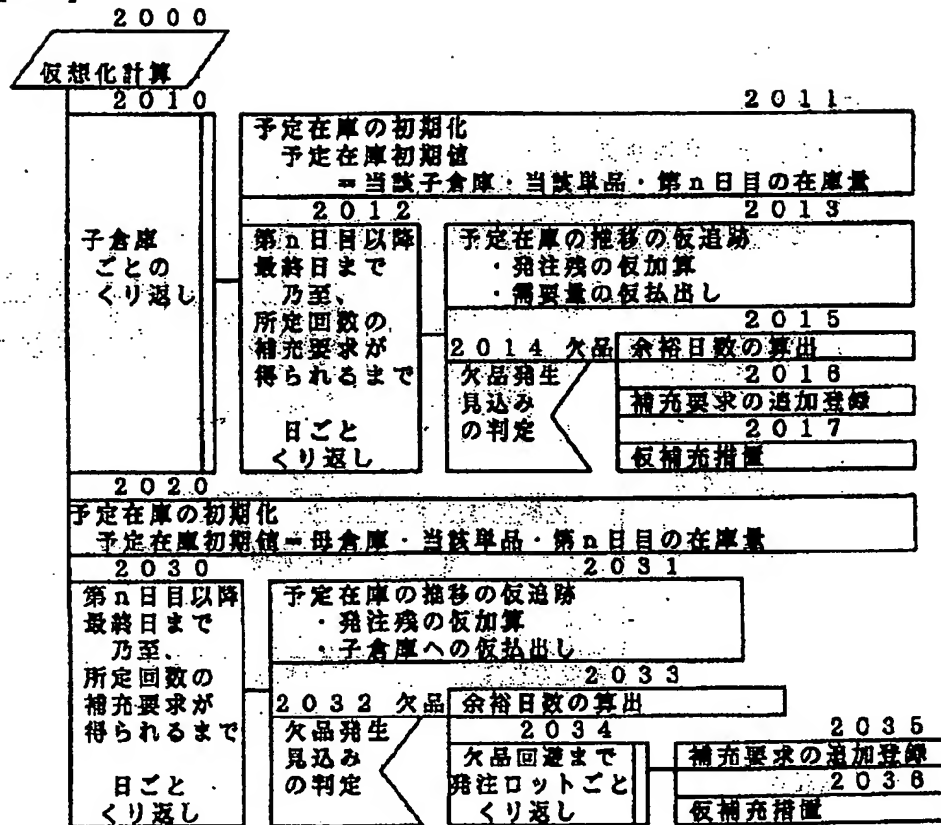 2000
仮想化計算
2010
子倉庫
ごとの
くり返し
2011
予定在庫の初期化
予定在庫初期値
=当該子倉庫・当該単品・第n日目の在庫量
2012
第n日目以降
最終日まで
乃至、
所定回数の
補充要求が
得られるまで
日ごと
くり返し
2013
予定在庫の推移の仮追跡
・発注残の仮加算
・需要量の仮払出し
2014 欠品
欠品発生
見込み
の判定
2015
余裕日数の算出
2016
補充要求の追加登録
2017
仮補充措置
2020
予定在庫の初期化
予定在庫初期値=母倉庫・当該単品・第n日目の在庫量
2030
第n日目以降
最終日まで
乃至、
所定回数の
補充要求が
得られるまで
日ごと
くり返し
2031
予定在庫の推移の仮追跡
・発注残の仮加算
・子倉庫への仮払出し
2032 欠品
欠品発生
見込み
の判定
2033
余裕日数の算出
2034
欠品回避まで
発注ロットごと
くり返し
2035
補充要求の追加登録
2036
仮補充措置